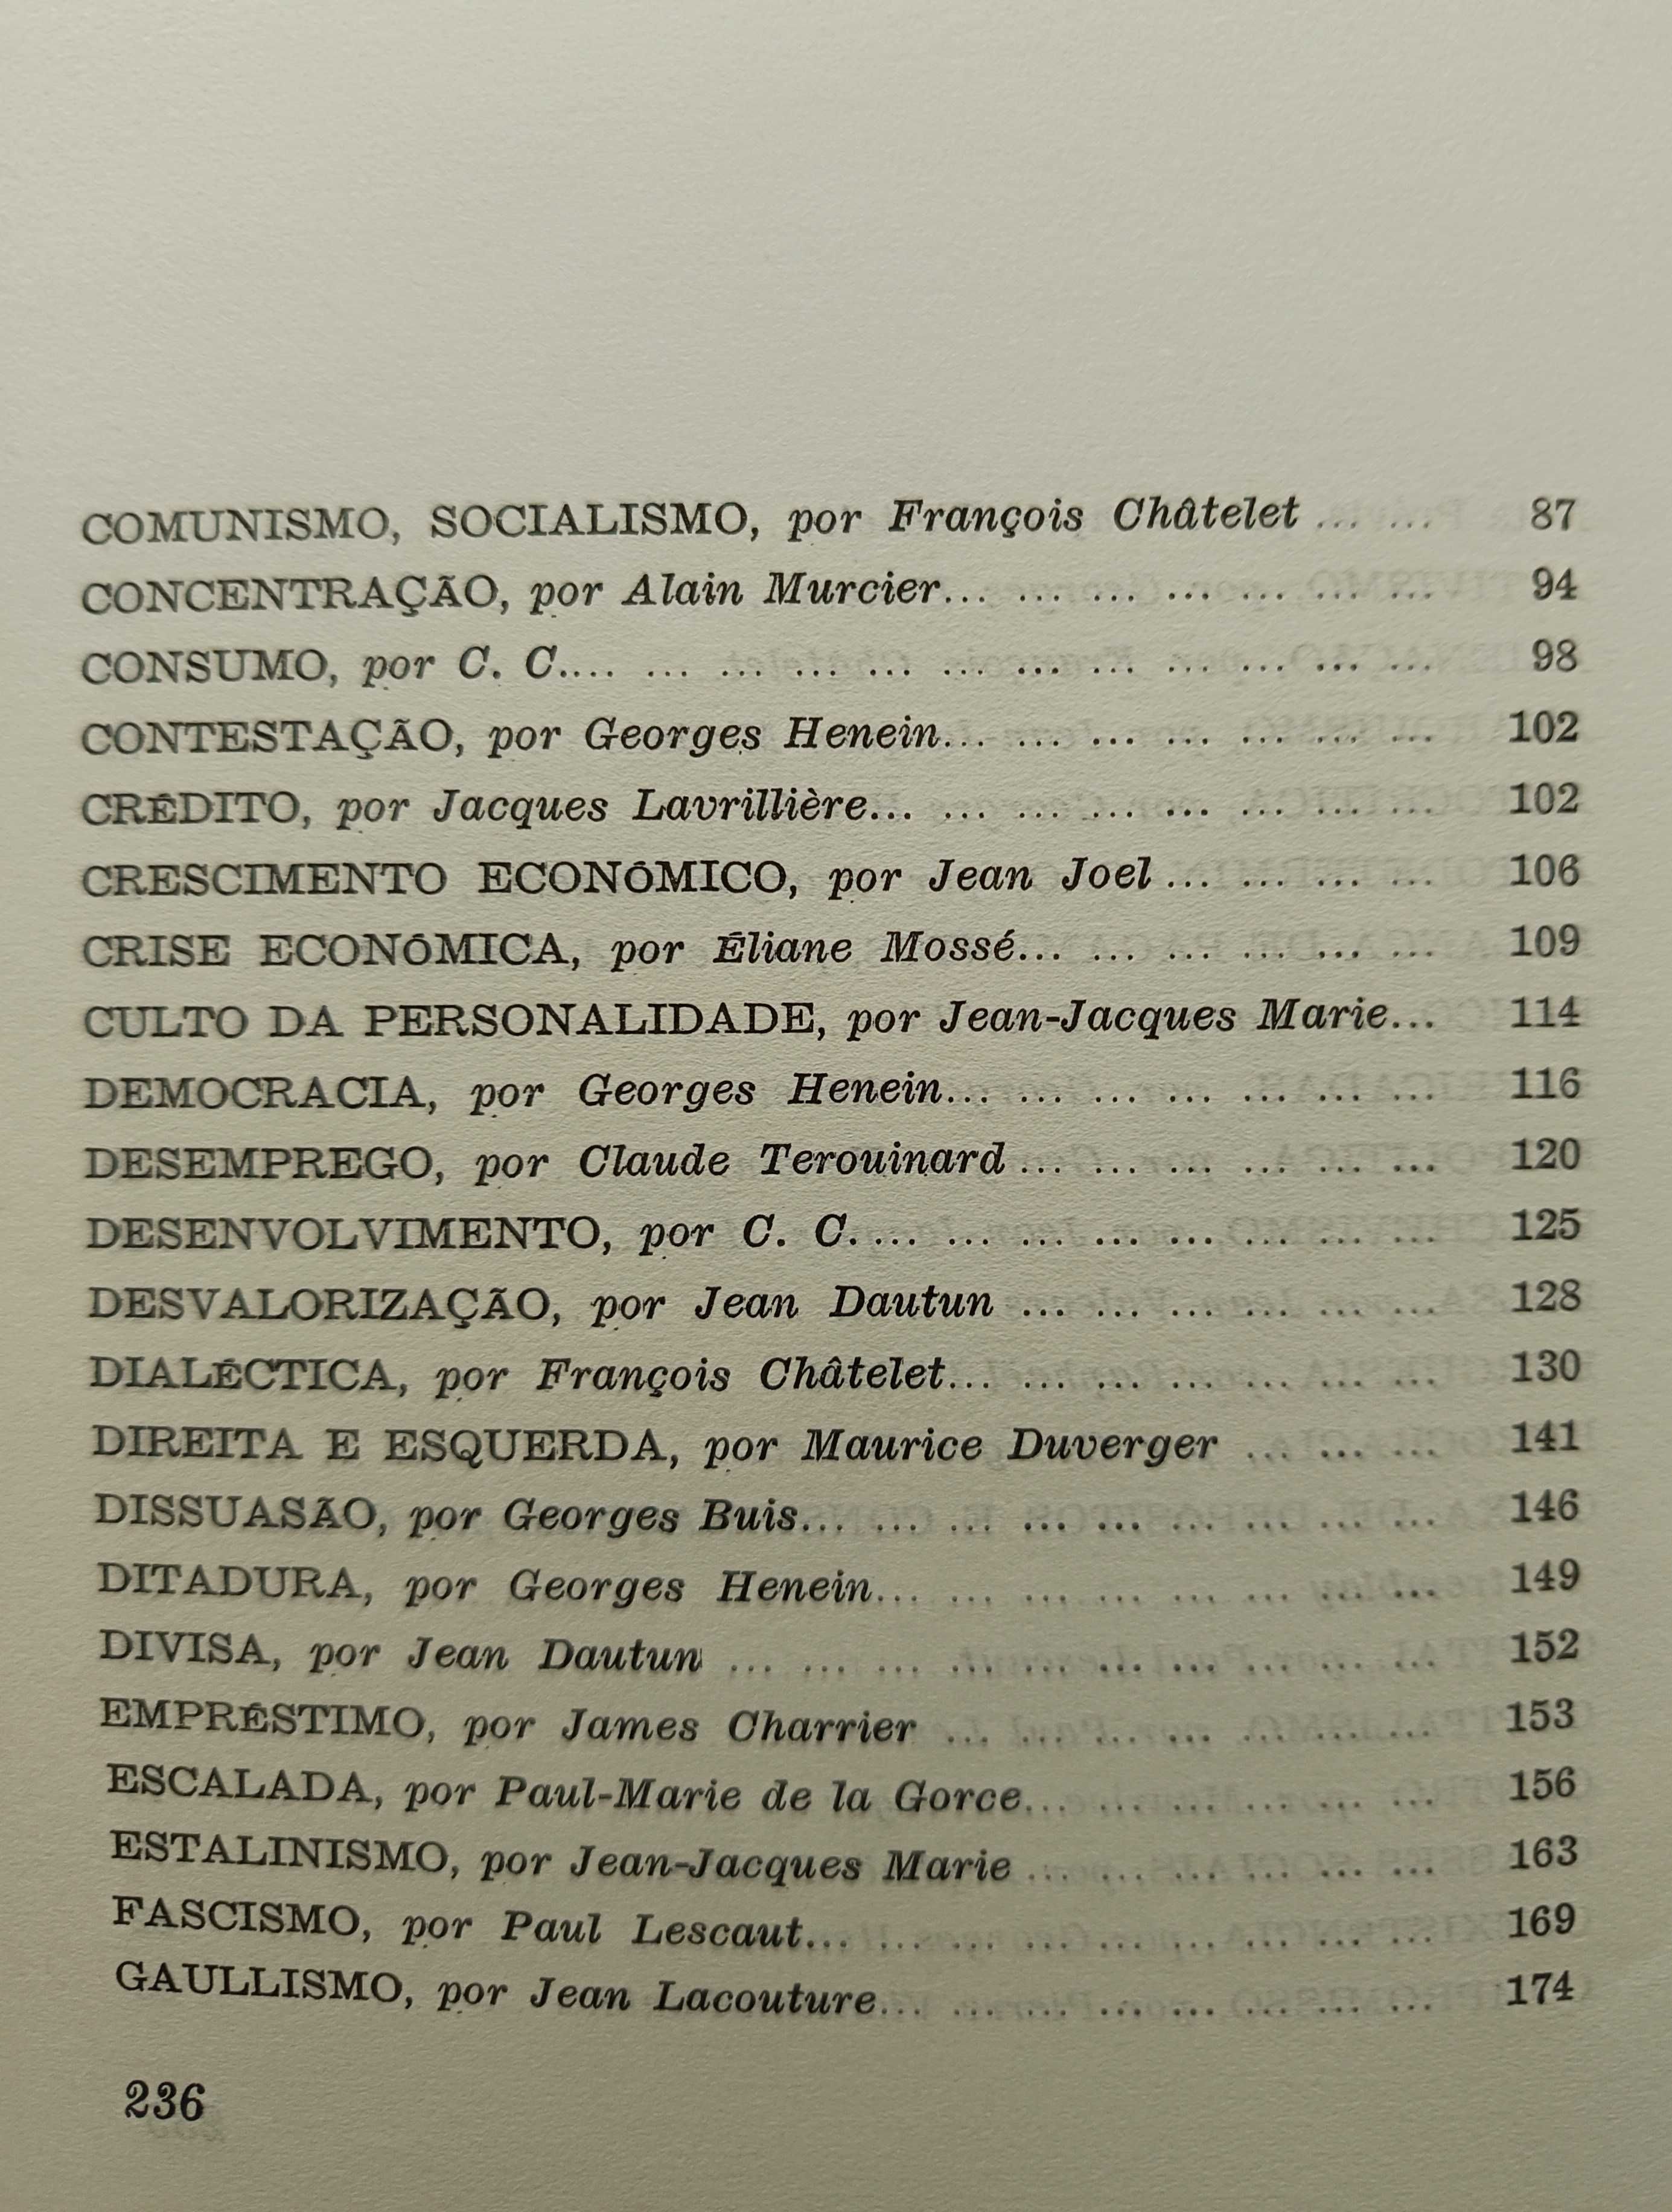 COMUNISMO, SOCIALISMO, por François Châtelet ... ... 87
CONCENTRAÇÃO, por Alain Murcier... ... ... ... ... ... ... 94
CONSUMO, por C. C.... ... ... ... ... ... ... ... ... ... ... ... 98
CONTESTAÇÃO, por Georges Henein... ... ... ... ... ... ... 102
CRÉDITO, por Jacques Lavrillière... ... ... ... ... ... ... ... 102
CRESCIMENTO ECONÓMICO, por Jean Joel ... ... ... ... 106
CRISE ECONÓMICA, por Éliane Mossé... ... ... ... ... ... 109
CULTO DA PERSONALIDADE, por Jean-Jacques Marie... 114
DEMOCRACIA, por Georges Henein... ... ... ... ... ... ... 116
DESEMPREGO, por Claude Terouinard ... ... ... ... ... ... 120
DESENVOLVIMENTO, por C. C.... ... ... ... ... ... ... ... 125
DESVALORIZAÇÃO, por Jean Dautun ... ... ... ... ... ... 128
DIALÉCTICA, por François Châtelet... ... ... ... ... ... ... 130
DIREITA E ESQUERDA, por Maurice Duverger ... ... ... 141
DISSUASÃO, por Georges Buis... ... ... ... ... ... ... ... ... 146
DITADURA, por Georges Henein... ... ... ... ... ... ... ... 149
DIVISA, por Jean Dautun ... ... ... ... ... ... ... ... ... ... 152
EMPRÉSTIMO, por James Charrier ... ... ... ... ... ... ... 153
ESCALADA, por Paul-Marie de la Gorce... ... ... ... ... ... 156
ESTALINISMO, por Jean-Jacques Marie ... ... ... ... ... ... 163
FASCISMO, por Paul Lescaut... ... ... ... ... ... ... ... ... 169
GAULLISMO, por Jean Lacouture... ... ... ... ... ... ... ... 174
236